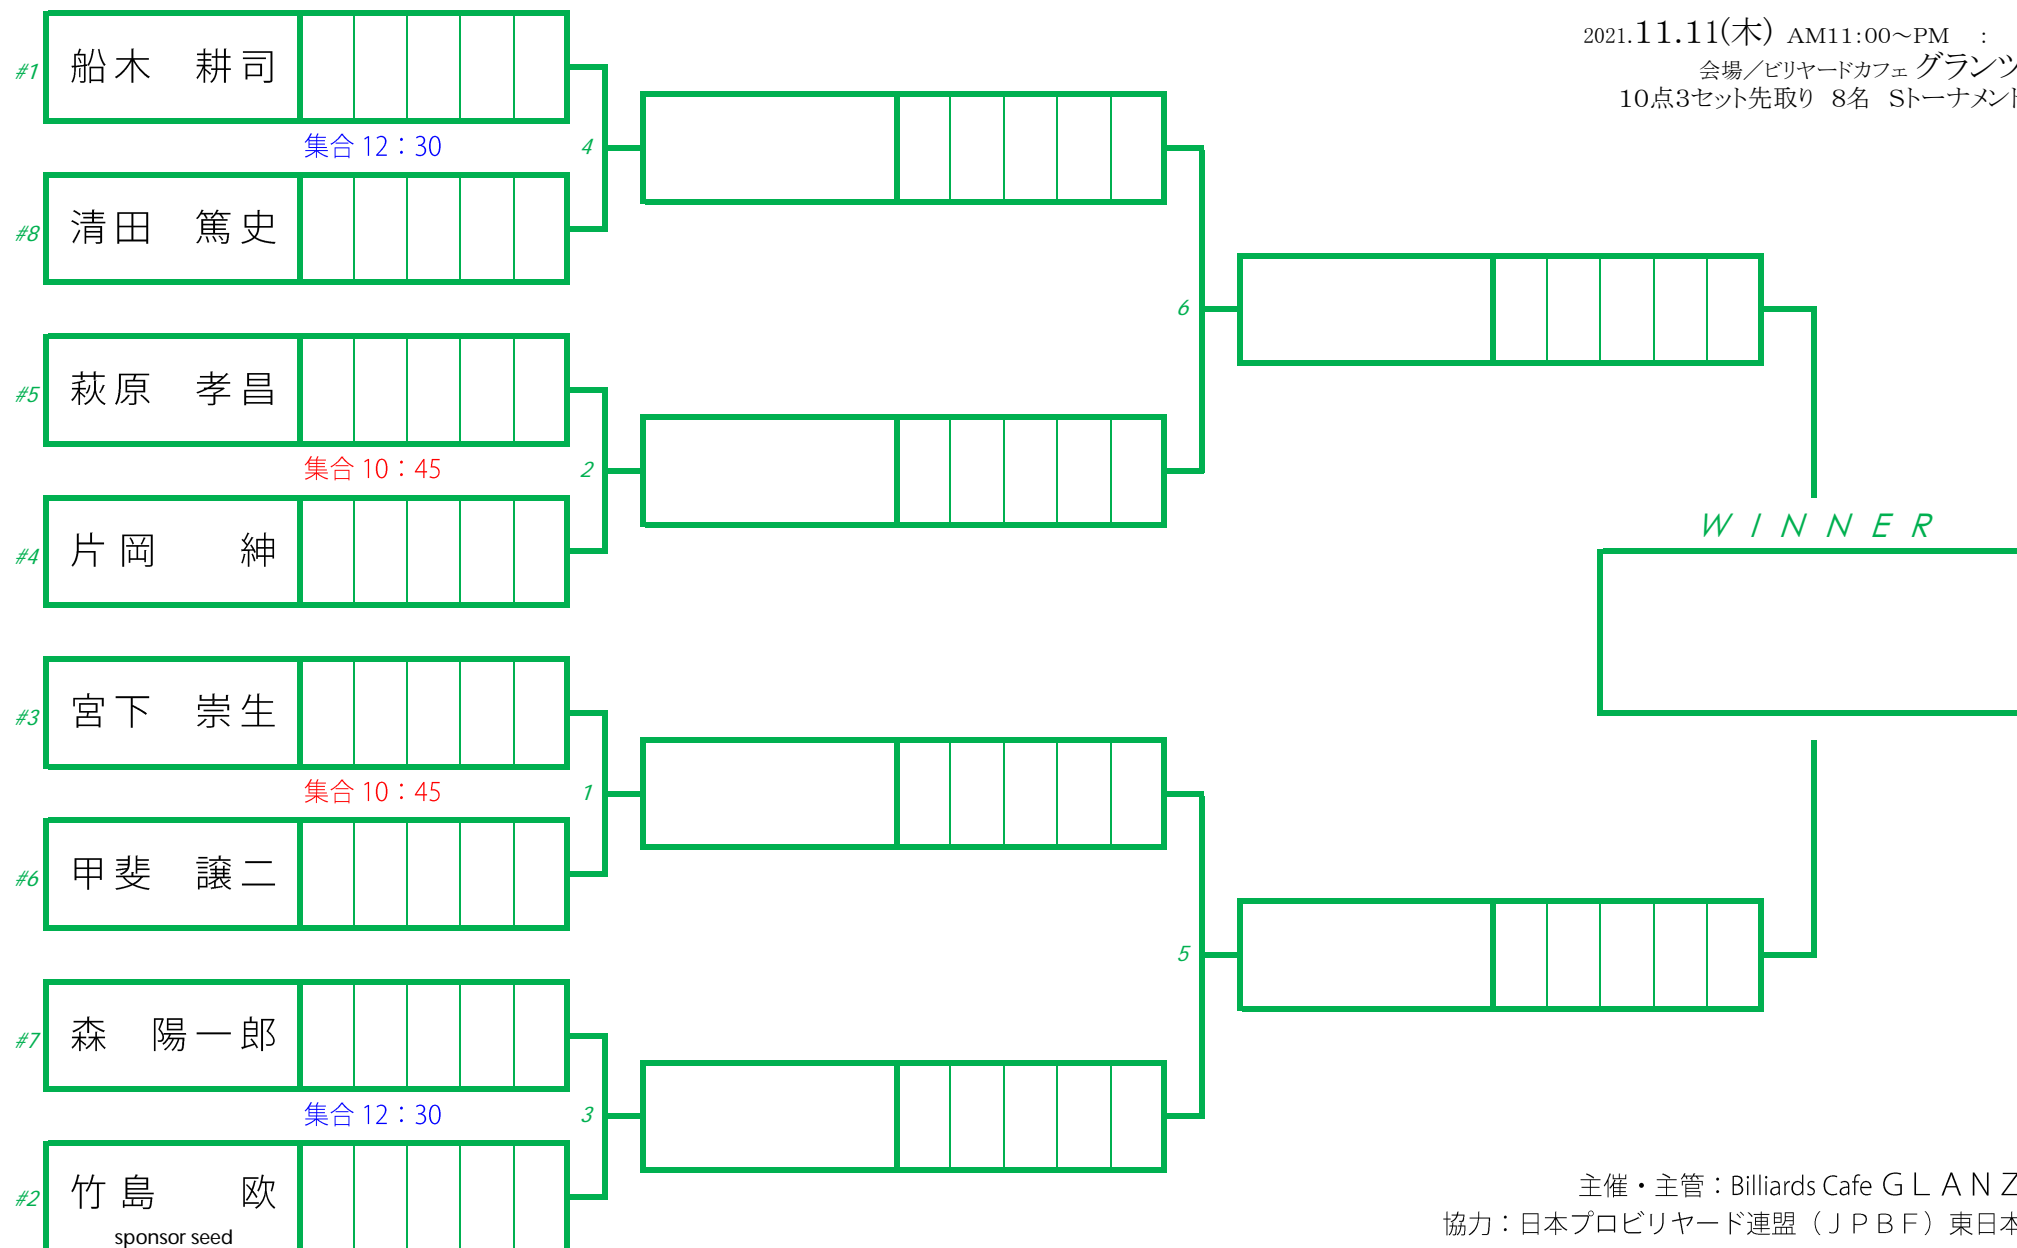 2021.11.11(木) AM11:00～PM :
会場／ビリヤードカフェ グランツ
10点3セット先取り 8名 Sトーナメント
#1 船木 耕司
集合 12：30
4
#8 清田 篤史
6
#5 萩原 孝昌
集合 10：45
2
#4 片岡 紳
WINNER
#3 宮下 崇生
集合 10：45
1
#6 甲斐 譲二
5
#7 森 陽一郎
集合 12：30
3
#2 竹島 欧
sponsor seed
主催・主管：Billiards Cafe ＧＬＡＮＺ
協力：日本プロビリヤード連盟（ＪＰＢＦ）東日本